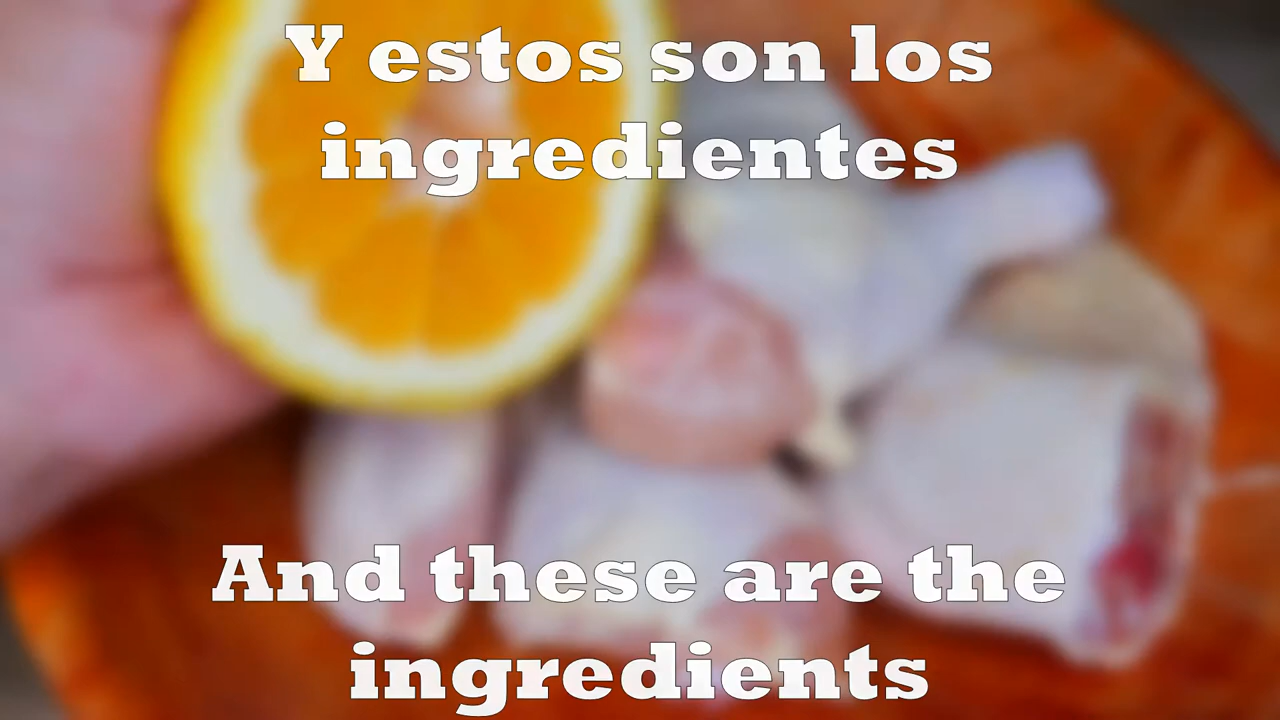 Y estos son los
ingredientes
And these are the
ingredients